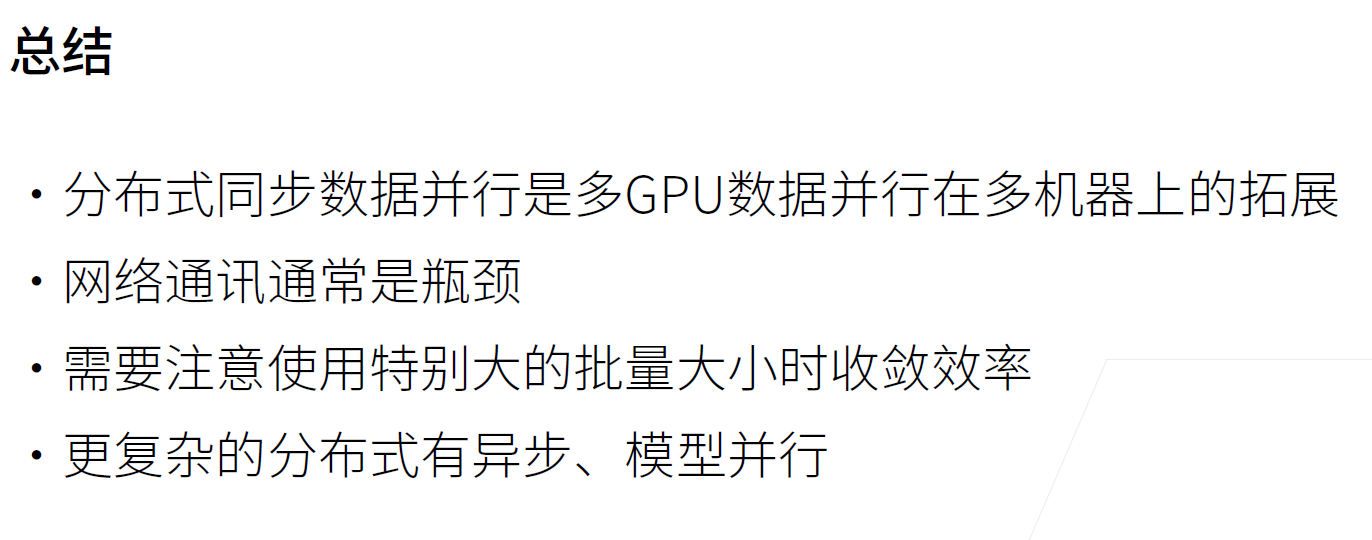 总结
• 分布式同步数据并行是多GPU数据并行在多机器上的拓展
• 网络通讯通常是瓶颈
• 需要注意使用特别大的批量大小时收敛效率
• 更复杂的分布式有异步、模型并行